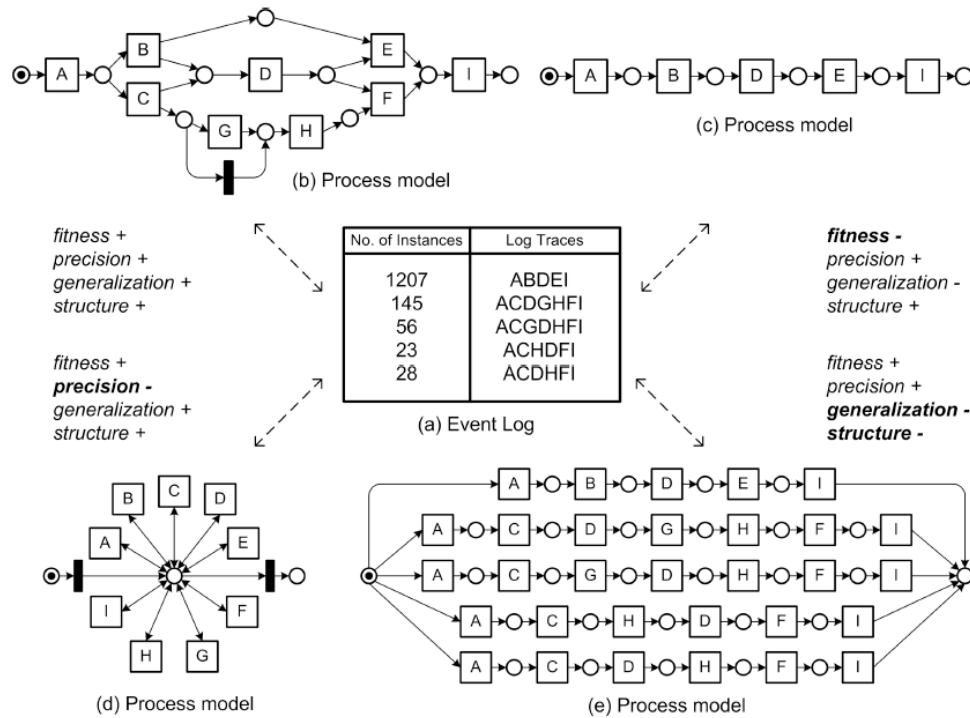 B
E
A
D
I
C
F
G
H
(b) Process model
A
B
D
E
I
(c) Process model
fitness +
precision +
generalization +
structure +
No. of Instances Log Traces
1207 ABDEI
145 ACDGHFI
56 ACGDHFI
23 ACHDFI
28 ACDHFI
(a) Event Log
fitness -
precision +
generalization -
structure +
fitness +
precision -
generalization +
structure +
fitness +
precision +
generalization -
structure -
C
B
D
A
E
I
F
H
G
(d) Process model
A B D E I
A C D G H F I
A C G D H F I
A C H D F I
A C D H F I
(e) Process model